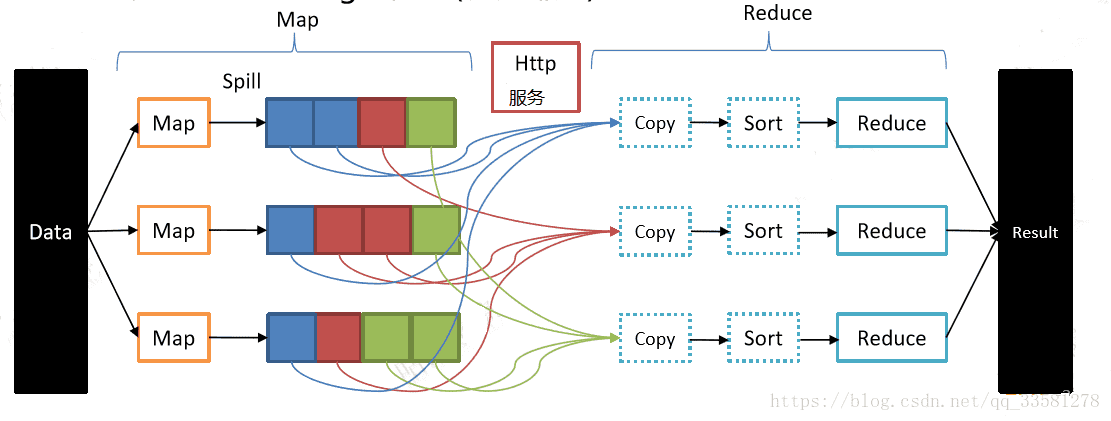 Map
Reduce
Http
服务
Spill
Map
Copy
Sort
Reduce
Data
Map
Copy
Sort
Reduce
Result
Map
Copy
Sort
Reduce
https://blog.csdn.net/qq_33581278